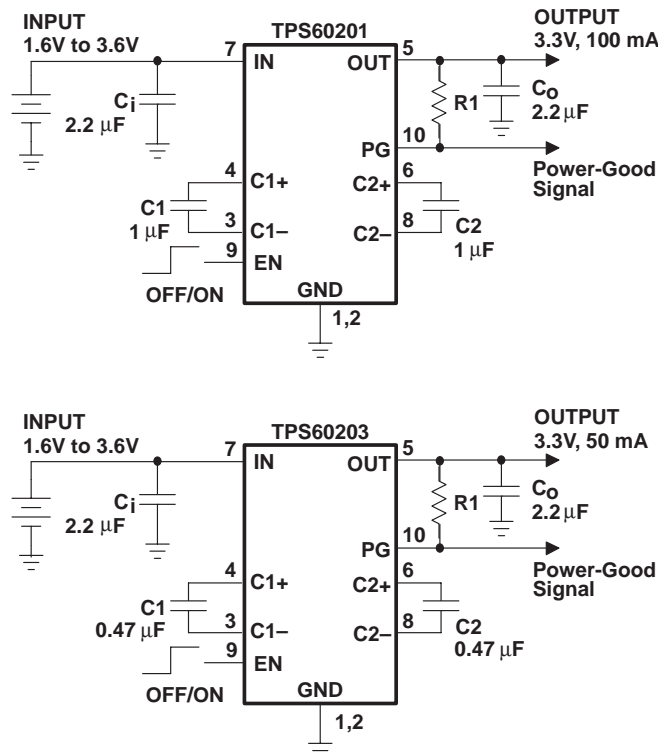 INPUT
1.6V to 3.6V
TPS60201
OUTPUT
3.3V, 100 mA
7
IN
OUT
5
Ci
2.2 μF
R1
Co
2.2 μF
PG
10
Power-Good
Signal
4
C1+
C2+
6
C1
1 μF
3
C1−
C2−
8
C2
1 μF
9
EN
OFF/ON
GND
1,2
INPUT
1.6V to 3.6V
TPS60203
OUTPUT
3.3V, 50 mA
7
IN
OUT
5
Ci
2.2 μF
R1
Co
2.2 μF
PG
10
Power-Good
Signal
4
C1+
C2+
6
C1
0.47 μF
3
C1−
C2−
8
C2
0.47 μF
9
EN
OFF/ON
GND
1,2